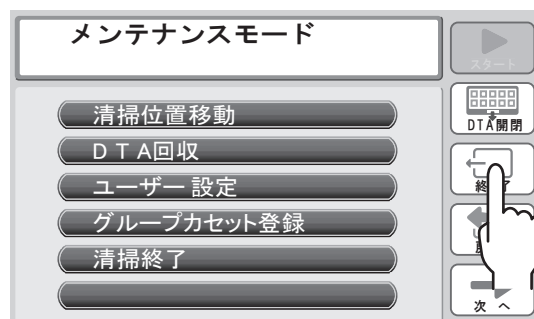 メンテナンスモード
清掃位置移動
DTA回収
ユーザー設定
グループカセット登録
清掃終了
スタート
DTA開閉
終了
次へ